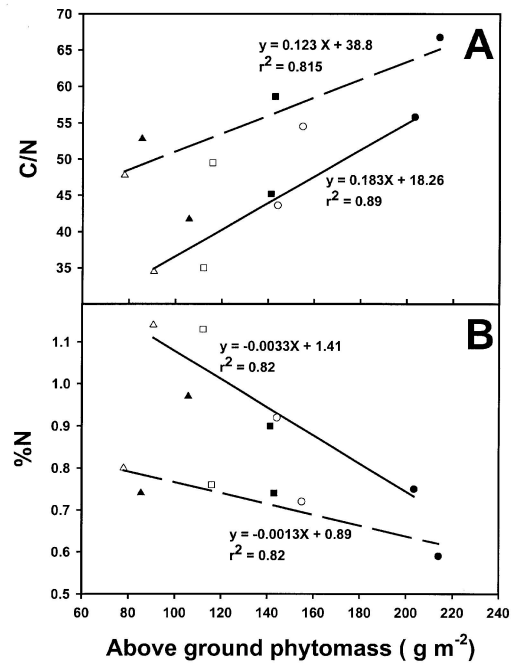 A
y = 0.123 X + 38.8
r2 = 0.815
y = 0.183X + 18.26
r2 = 0.89
C/N
70
65
60
55
50
45
40
35
B
y = -0.0033X + 1.41
r2 = 0.82
y = -0.0013X + 0.89
r2 = 0.82
%N
1.1
1.0
0.9
0.8
0.7
0.6
0.5
60 80 100 120 140 160 180 200 220 240
Above ground phytomass ( g m-2)